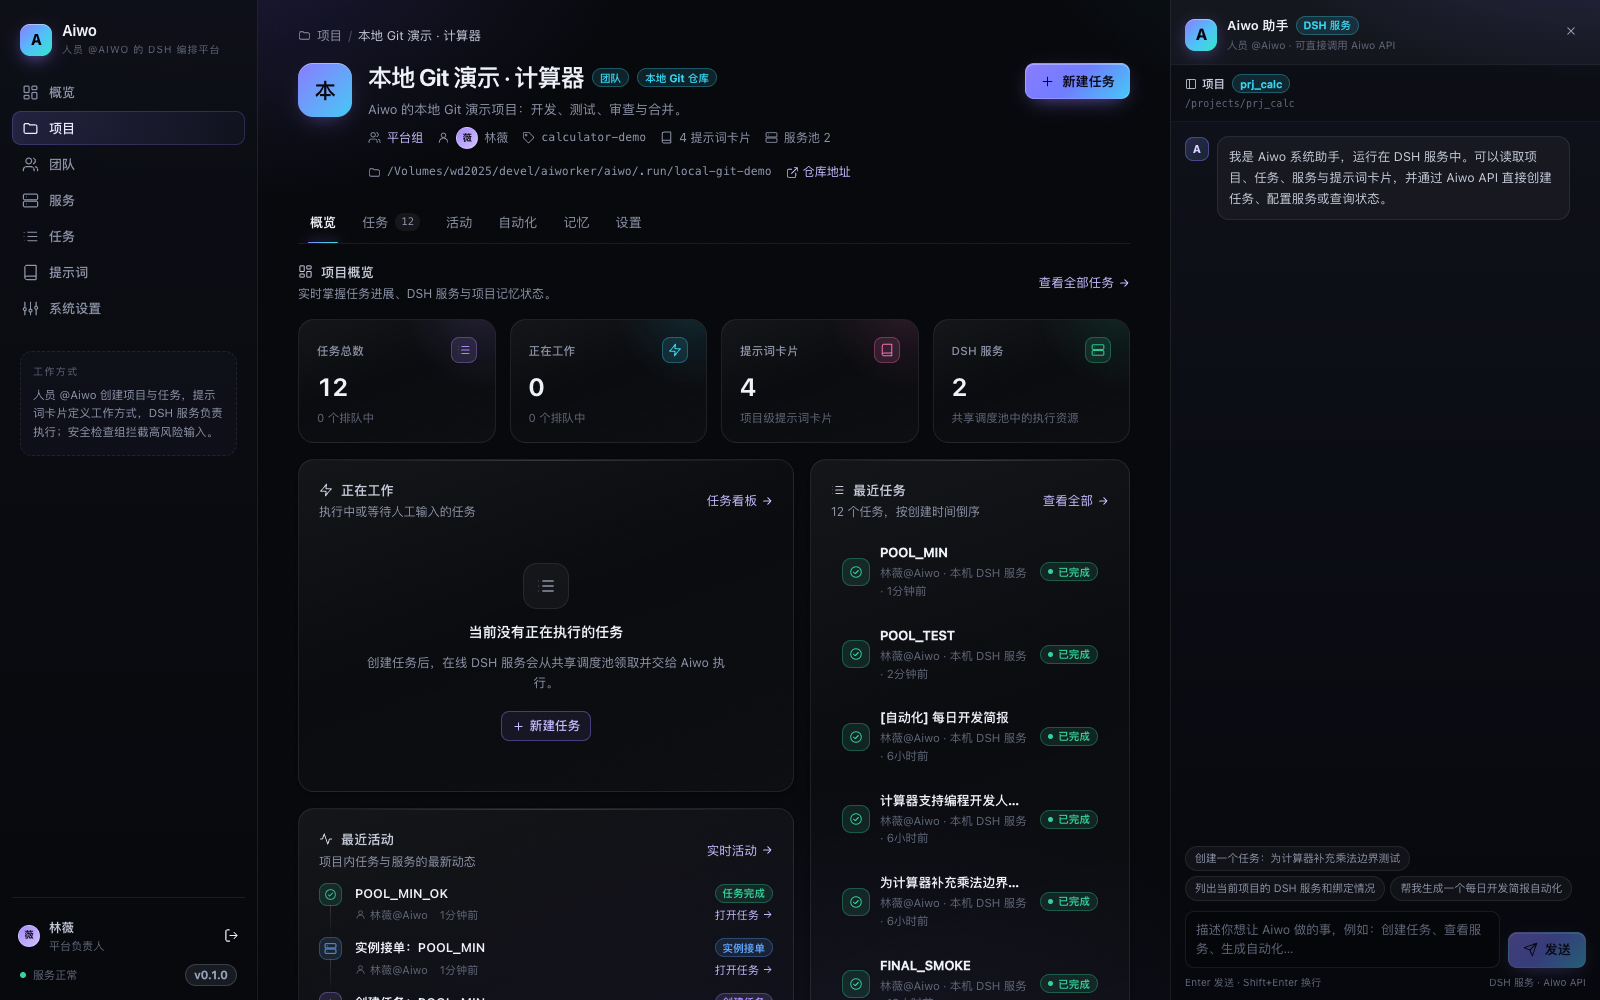 A
Aiwo
人员 @AIWO 的 DSH 编排平台
概览
项目
团队
服务
任务
提示词
系统设置
工作方式
人员 @Aiwo 创建项目与任务，提示
词卡片定义工作方式，DSH 服务负责
执行；安全检查组拦截高风险输入。
薇
林薇
平台负责人
服务正常
v0.1.0
项目 / 本地 Git 演示 · 计算器
本
本地 Git 演示 · 计算器
团队
本地 Git 仓库
Aiwo 的本地 Git 演示项目：开发、测试、审查与合并。
平台组
薇
林薇
calculator-demo
4 提示词卡片
服务池 2
/Volumes/wd2025/devel/aiworker/aiwo/.run/local-git-demo
仓库地址
新建任务
概览
任务 12
活动
自动化
记忆
设置
项目概览
实时掌握任务进展、DSH 服务与项目记忆状态。
查看全部任务 →
任务总数
12
0 个排队中
正在工作
0
0 个排队中
提示词卡片
4
项目级提示词卡片
DSH 服务
2
共享调度池中的执行资源
正在工作
执行中或等待人工输入的任务
任务看板 →
当前没有正在执行的任务
创建任务后，在线 DSH 服务会从共享调度池领取并交给 Aiwo 执
行。
+ 新建任务
最近活动
项目内任务与服务的最新动态
实时活动 →
POOL_MIN_OK
林薇@Aiwo 1分钟前
任务完成
打开任务 →
实例接单：POOL_MIN
林薇@Aiwo 1分钟前
实例接单
打开任务 →
创建任务：POOL_MIN
创建任务
最近任务
12 个任务，按创建时间倒序
查看全部 →
POOL_MIN
林薇@Aiwo · 本机 DSH 服务
· 1分钟前
已完成
POOL_TEST
林薇@Aiwo · 本机 DSH 服务
· 2分钟前
已完成
[自动化] 每日开发简报
林薇@Aiwo · 本机 DSH 服务
· 6小时前
已完成
计算器支持编程开发人...
林薇@Aiwo · 本机 DSH 服务
· 6小时前
已完成
为计算器补充乘法边界...
林薇@Aiwo · 本机 DSH 服务
· 6小时前
已完成
FINAL_SMOKE
林薇@Aiwo · 本机 DSH 服务
已完成
A
Aiwo 助手
DSH 服务
人员 @Aiwo · 可直接调用 Aiwo API
项目
prj_calc
/projects/prj_calc
A
我是 Aiwo 系统助手，运行在 DSH 服务中。可以读取项
目、任务、服务与提示词卡片，并通过 Aiwo API 直接创建
任务、配置服务或查询状态。
创建一个任务：为计算器补充乘法边界测试
列出当前项目的 DSH 服务和绑定情况
帮我生成一个每日开发简报自动化
描述你想让 Aiwo 做的事，例如：创建任务、查看服
务、生成自动化...
发送
Enter 发送 · Shift+Enter 换行
DSH 服务 · Aiwo API